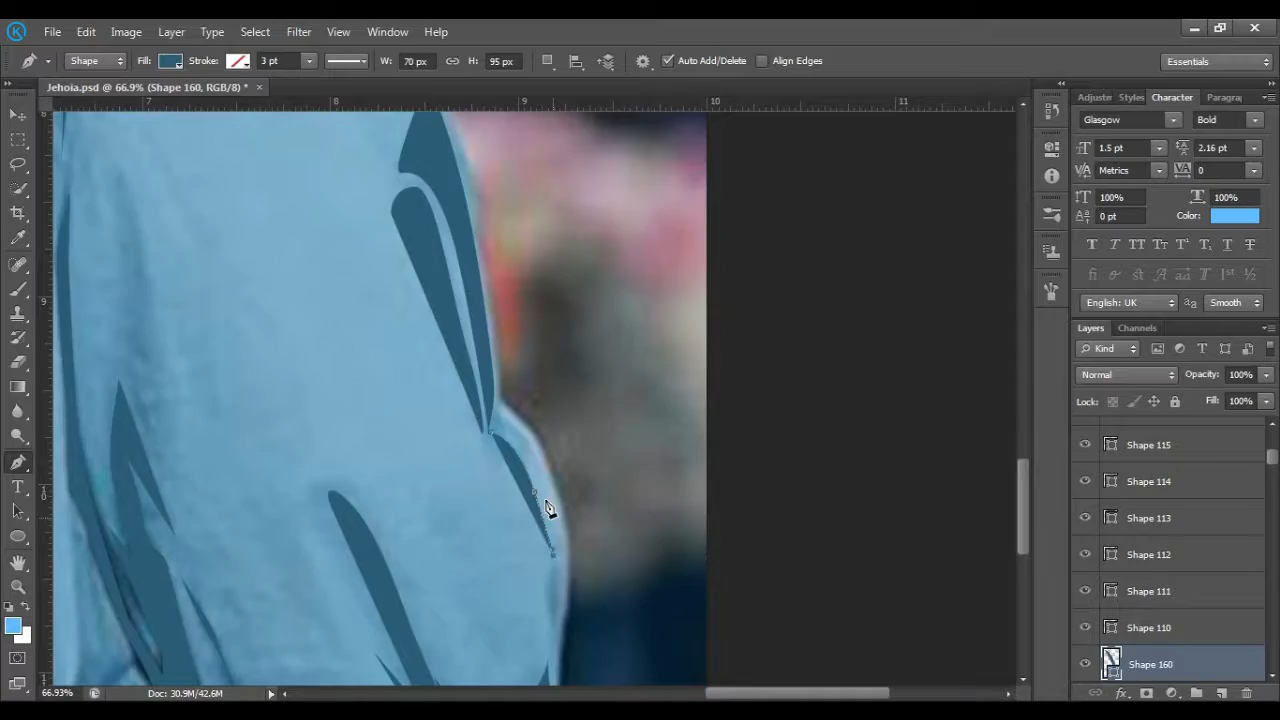 File Edit Image Layer Type Select Filter View Window Help
Shape Fill: Stroke: 3 pt W: 70 px H: 95 px Auto Add/Delete Align Edges Essentials
Jehoia.psd @ 66.9% (Shape 160, RGB/8) * ×
7 8 9 10 11
8
9
10
1
Styles Character
Glasgow Bold
1.5 pt 2.16 pt
Metrics 0
100% 100%
0 pt Color:
English: UK Smooth
Layers Channels
Kind
Normal Opacity: 100%
Lock: Fill: 100%
Shape 115
Shape 114
Shape 113
Shape 112
Shape 111
Shape 110
Shape 160
66.93% Doc: 30.9M/42.6M